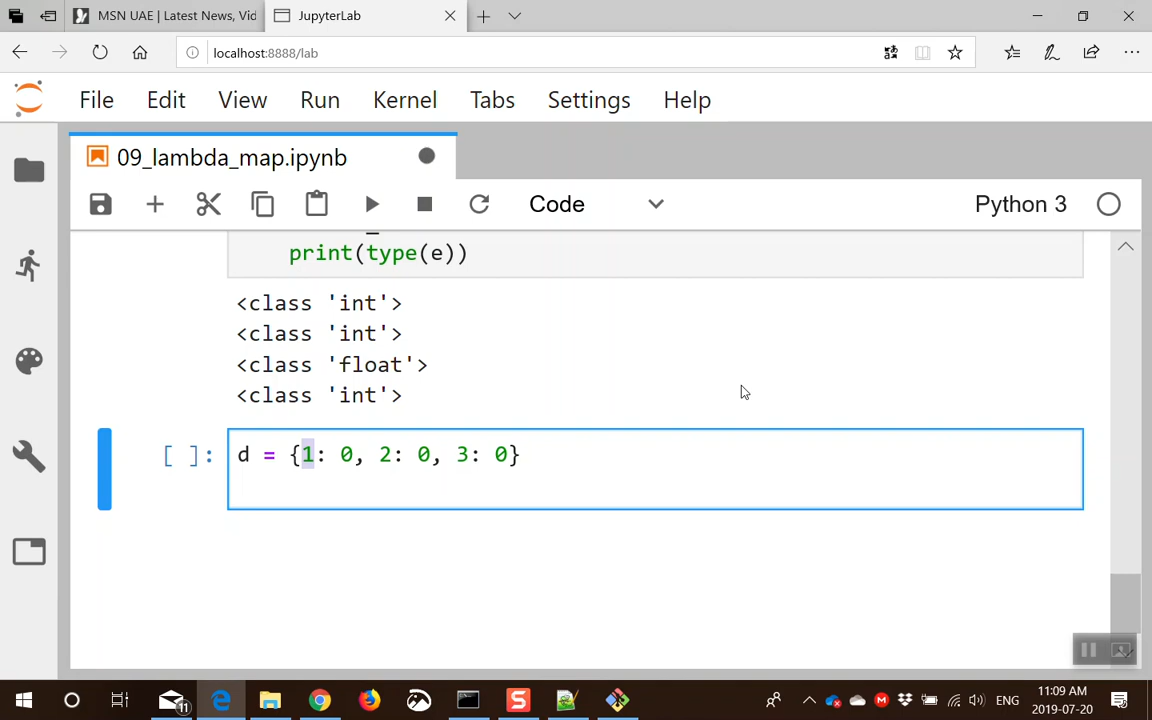 MSN UAE | Latest News, Vid
JupyterLab
localhost:8888/lab
File Edit View Run Kernel Tabs Settings Help
09_lambda_map.ipynb
Code
Python 3
print(type(e))
<class 'int'>
<class 'int'>
<class 'float'>
<class 'int'>
[ ]: d = {1: 0, 2: 0, 3: 0}
11
ENG
11:09 AM
2019-07-20